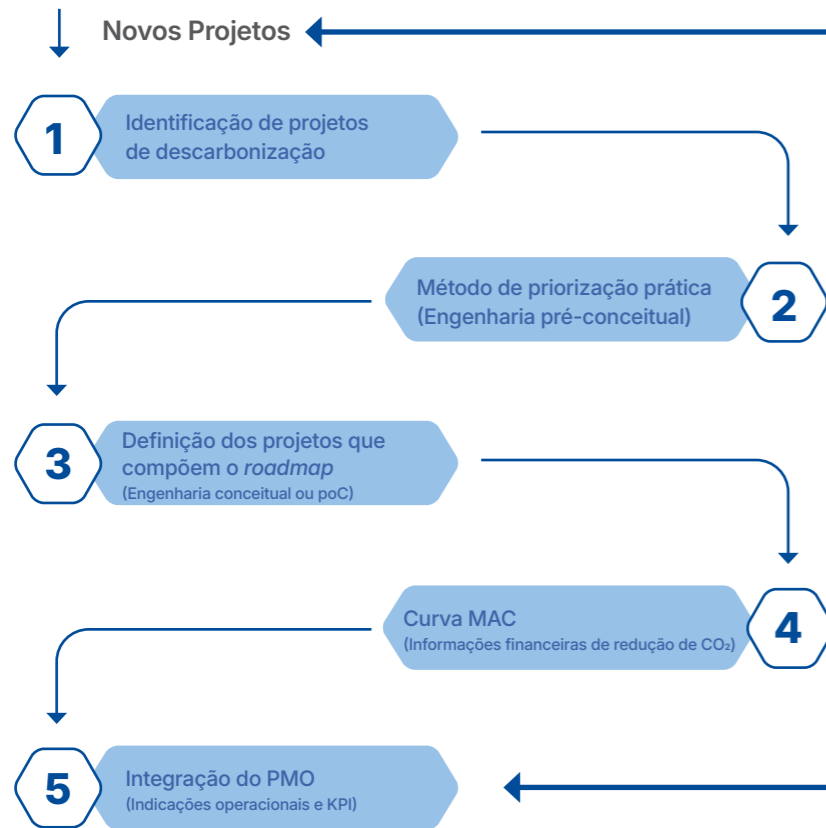 Novos Projetos
1
Identificação de projetos
de descarbonização
Método de priorização prática
(Engenharia pré-conceitual)
2
3
Definição dos projetos que
compõem o roadmap
(Engenharia conceitual ou poC)
Curva MAC
(Informações financeiras de redução de CO₂)
4
5
Integração do PMO
(Indicações operacionais e KPI)